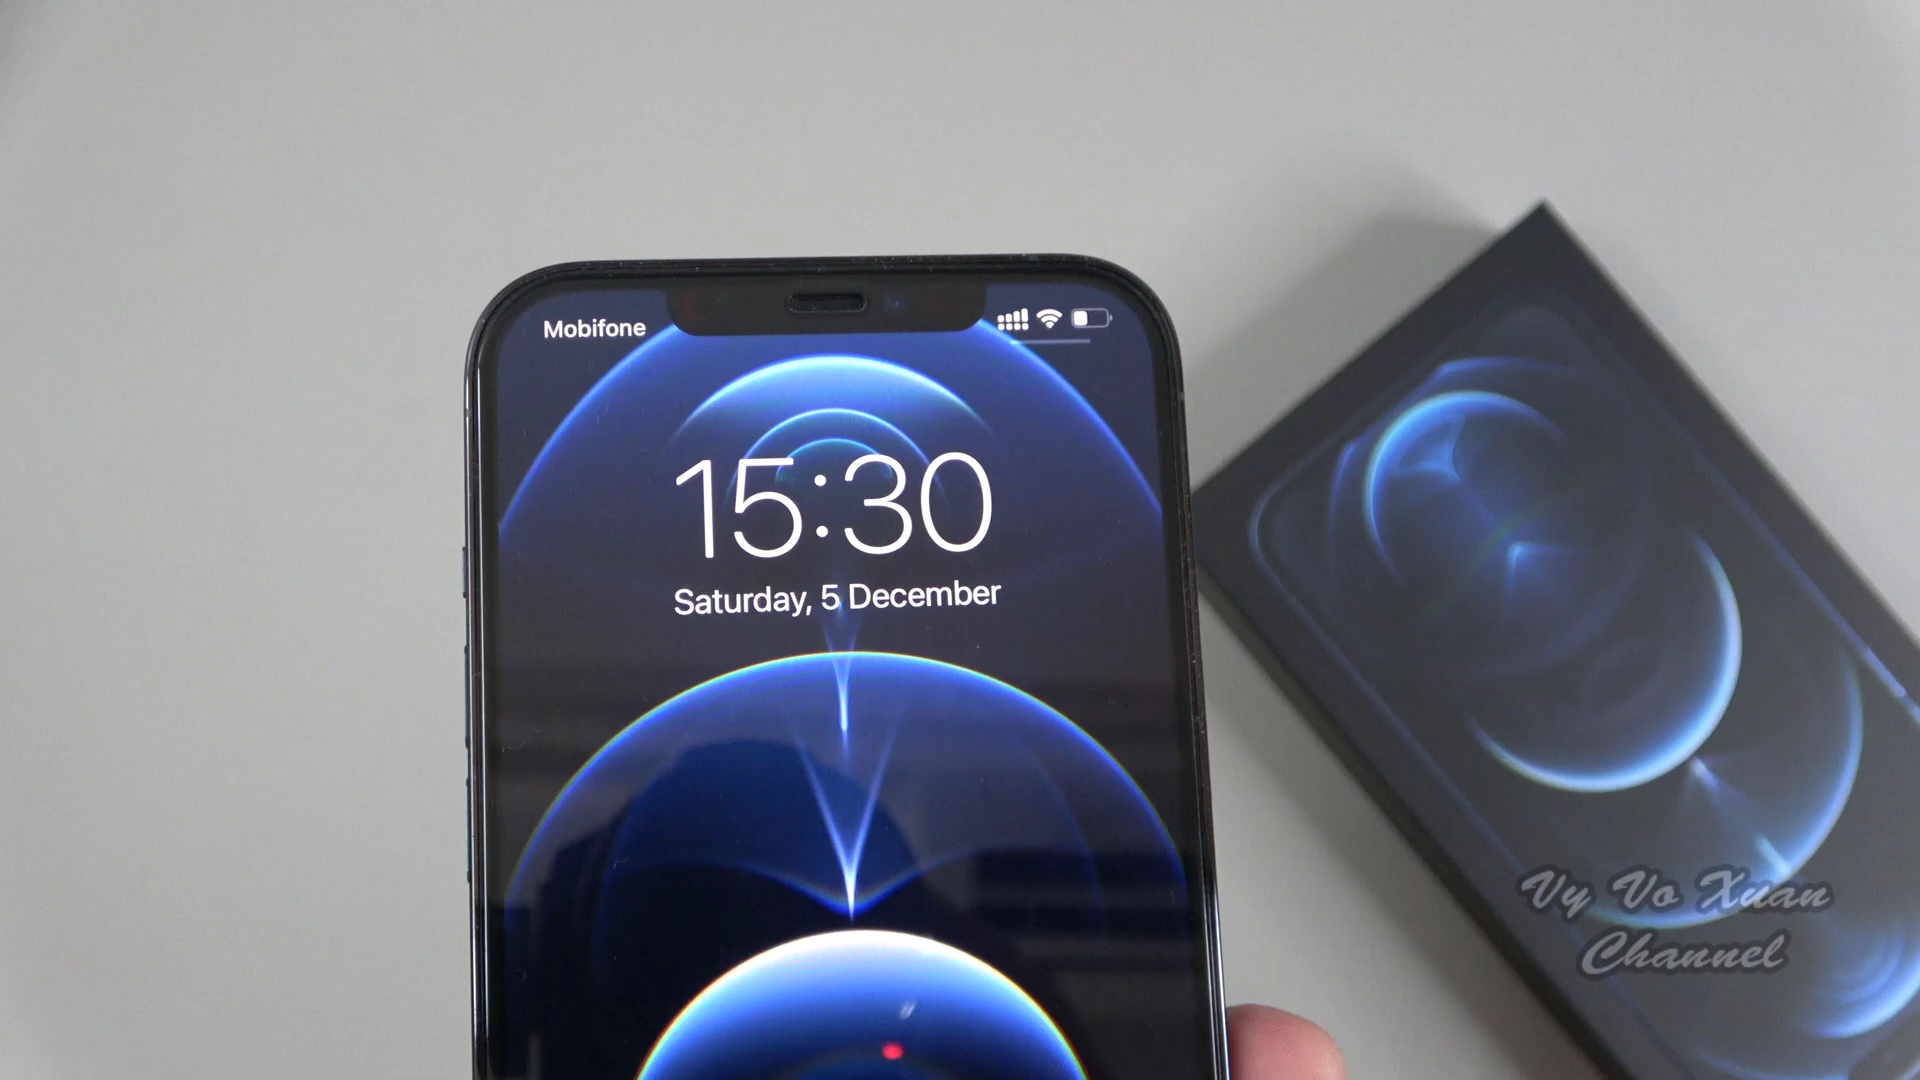 Mobifone
15:30
Saturday, 5 December
Vy Vo Xuan
Channel